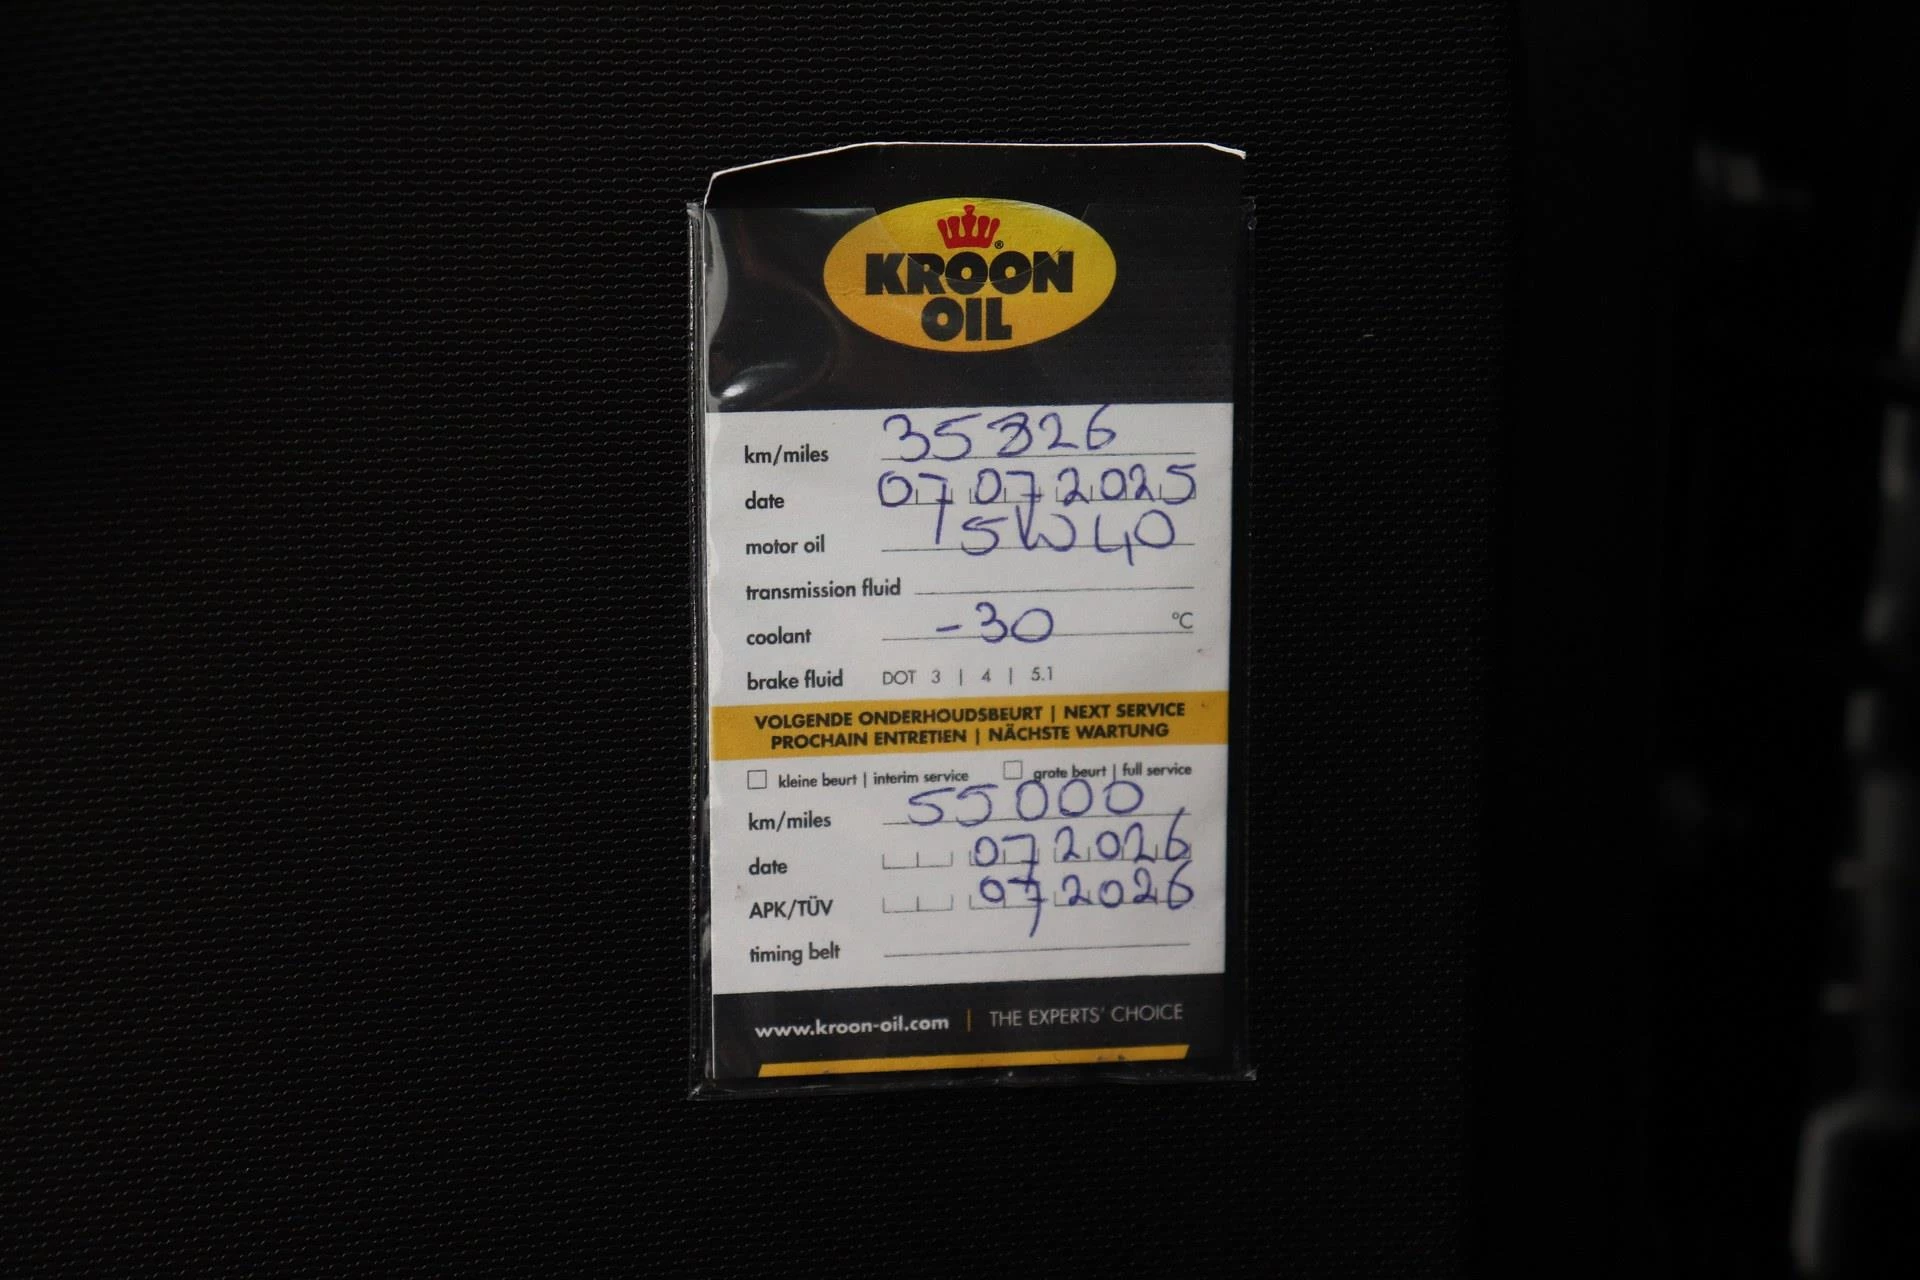 KROON
OIL
km/miles 35826
date 07 07 2025
motor oil 5W40
transmission fluid
coolant -30 °C
brake fluid DOT 3 | 4 | 5.1
VOLGENDE ONDERHOUDSBEURT | NEXT SERVICE
PROCHAIN ENTRETIEN | NÄCHSTE WARTUNG
kleine beurt | interim service grote beurt | full service
km/miles 55000
date 07 2026
APK/TÜV 07 2026
timing belt
www.kroon-oil.com | THE EXPERTS' CHOICE